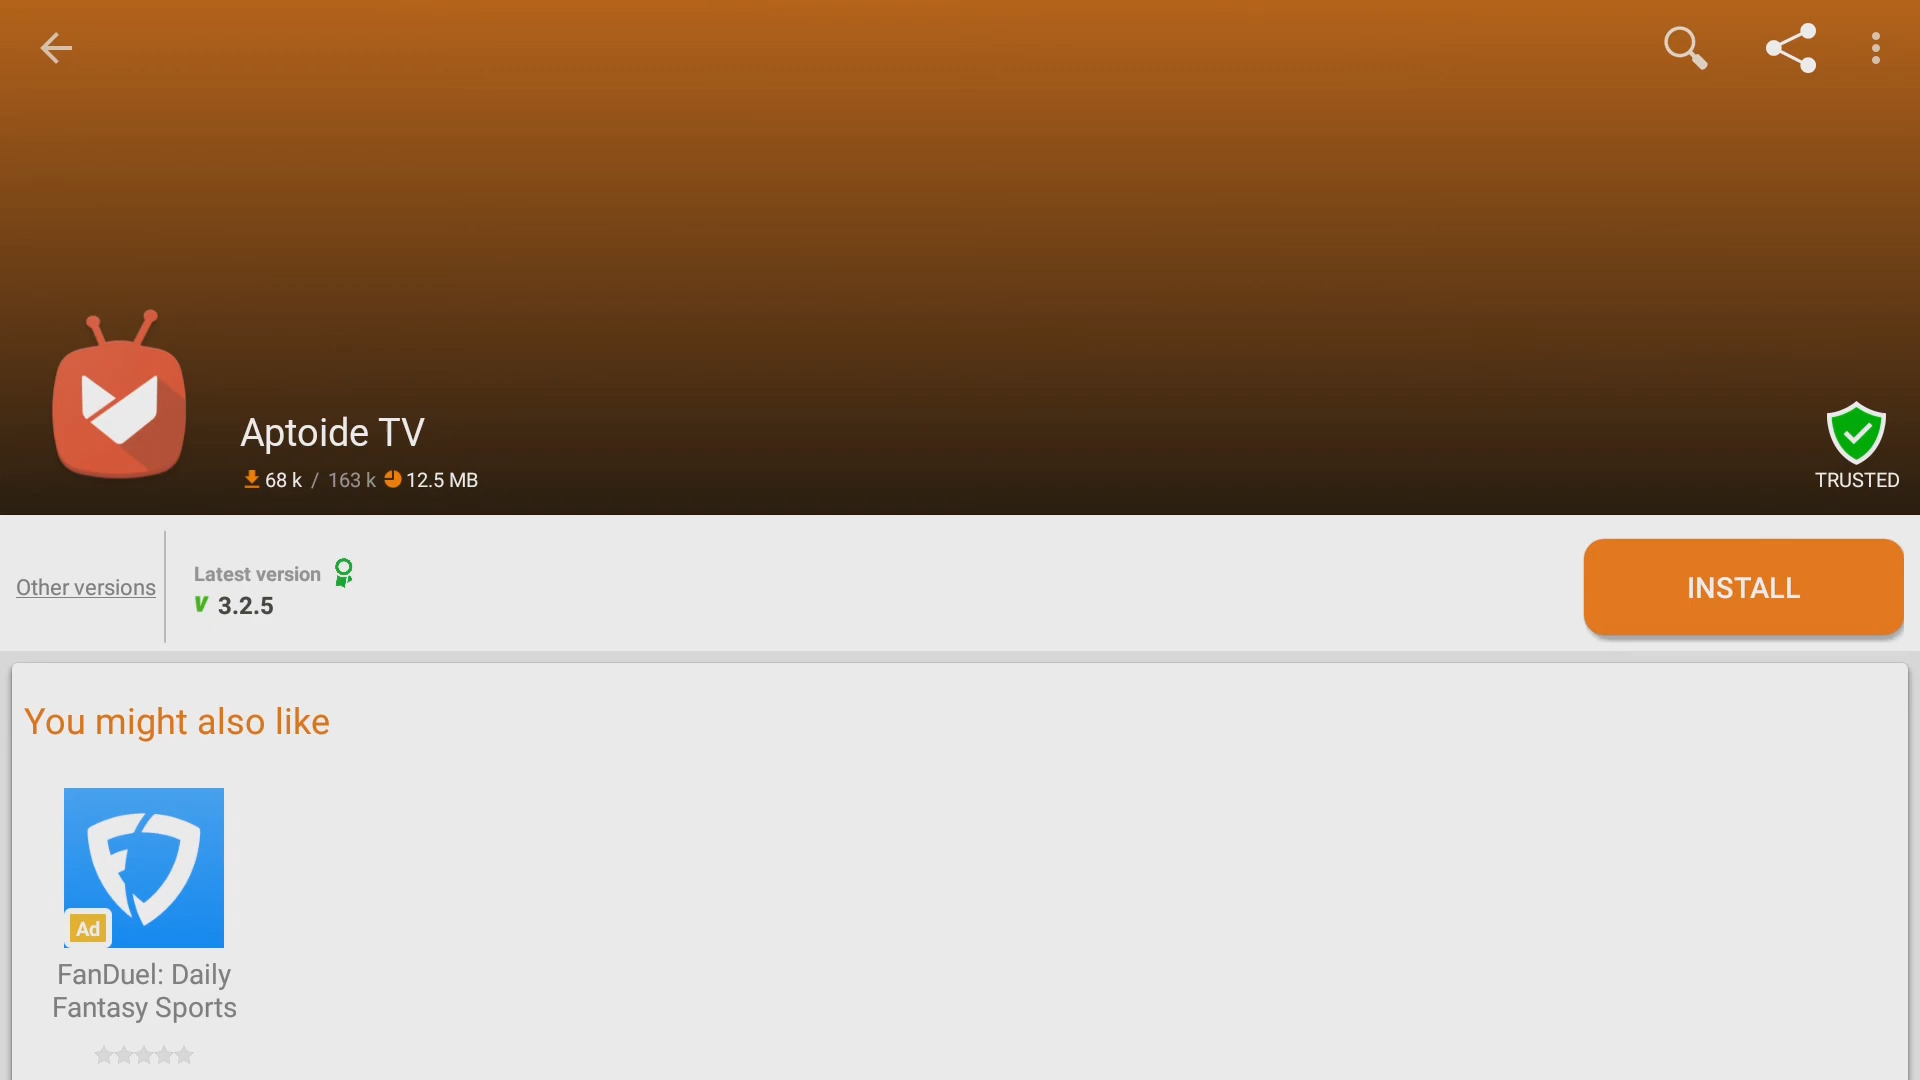 Aptoide TV
68 k / 163 k 12.5 MB
TRUSTED
Other versions
Latest version
3.2.5
INSTALL
You might also like
Ad
FanDuel: Daily
Fantasy Sports